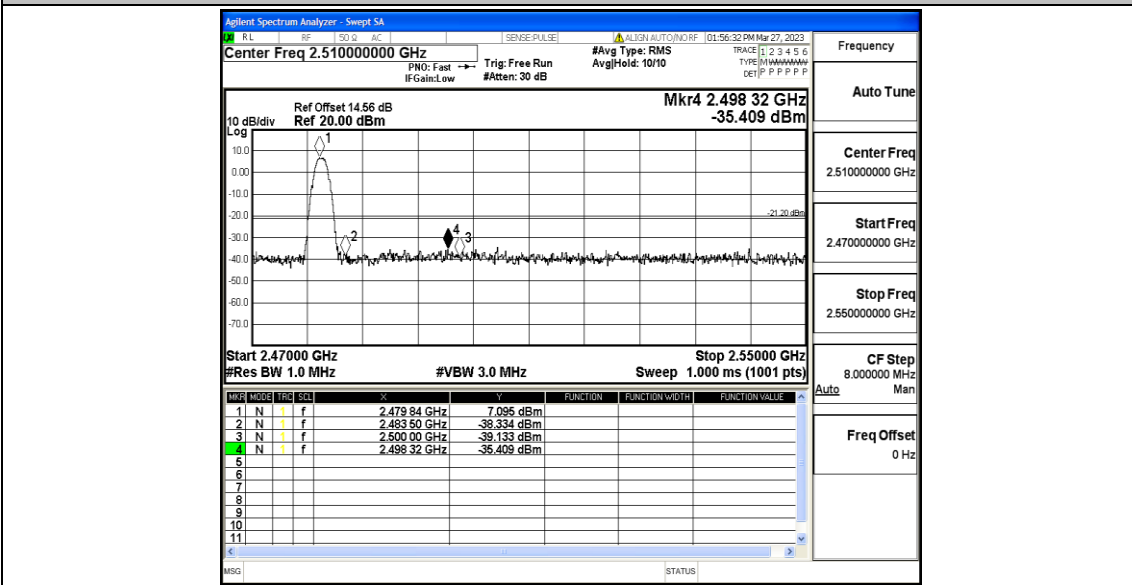 Agilent Spectrum Analyzer - Swept SA
RL RF 50 Ω AC SENSE:PULSE ALIGN AUTO/NO RF 01:56:32 PM Mar 27, 2023
Center Freq 2.510000000 GHz
PNO: Fast
IFGain:Low
Trig: Free Run
#Atten: 30 dB
#Avg Type: RMS
Avg|Hold: 10/10
TRACE 1 2 3 4 5 6
TYPE M WWWWW
DET P P P P P P
Frequency
Auto Tune
Center Freq
2.510000000 GHz
Start Freq
2.470000000 GHz
Stop Freq
2.550000000 GHz
CF Step
8.000000 MHz
Auto Man
Freq Offset
0 Hz
Mkr4 2.498 32 GHz
-35.409 dBm
Ref Offset 14.56 dB
10 dB/div Ref 20.00 dBm
Log
10.0
0.00
-10.0
-20.0
-30.0
-40.0
-50.0
-60.0
-70.0
1
2
4
3
-21.20 dBm
Start 2.47000 GHz Stop 2.55000 GHz
#Res BW 1.0 MHz #VBW 3.0 MHz Sweep 1.000 ms (1001 pts)
MKR MODE TRC SCL X Y FUNCTION FUNCTION WIDTH FUNCTION VALUE
1 N 1 f 2.479 84 GHz 7.095 dBm
2 N 1 f 2.483 50 GHz -38.334 dBm
3 N 1 f 2.500 00 GHz -39.133 dBm
4 N 1 f 2.498 32 GHz -35.409 dBm
5
6
7
8
9
10
11
MSG STATUS